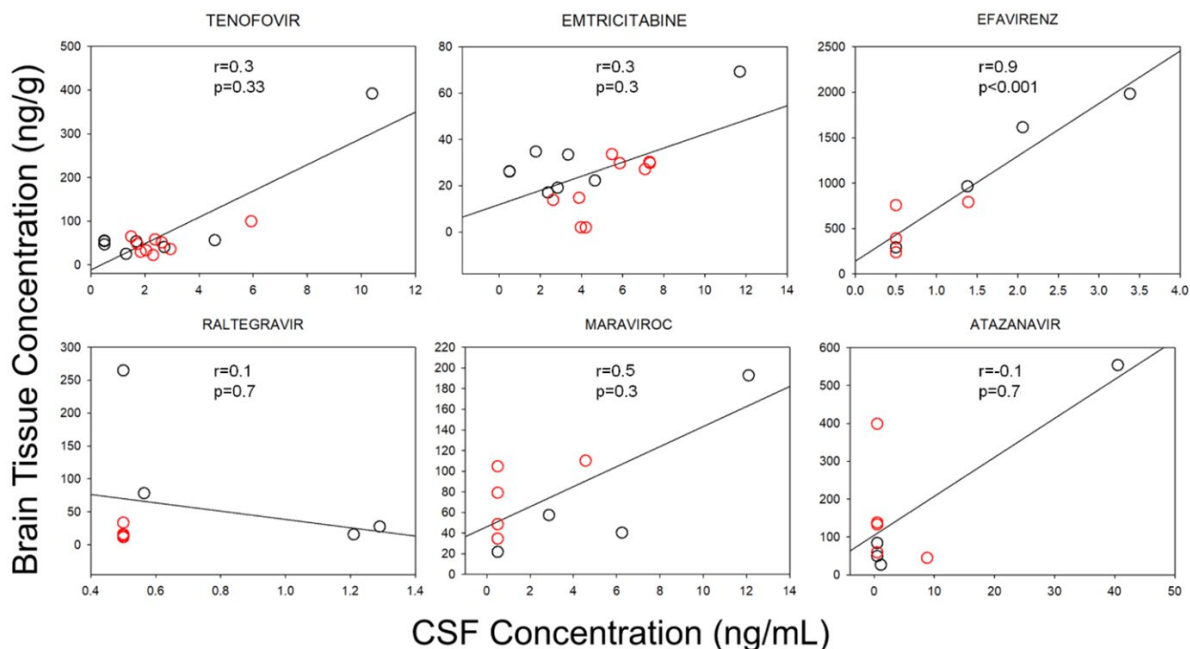 Brain Tissue Concentration (ng/g)
TENOFOVIR
r=0.3
p=0.33
500
400
300
200
100
0
0 2 4 6 8 10 12
EMTRICITABINE
r=0.3
p=0.3
80
60
40
20
0
-2 0 2 4 6 8 10 12 14
EFAVIRENZ
r=0.9
p<0.001
2500
2000
1500
1000
500
0
0.0 0.5 1.0 1.5 2.0 2.5 3.0 3.5 4.0
RALTEGRAVIR
r=0.1
p=0.7
300
250
200
150
100
50
0
0.4 0.6 0.8 1.0 1.2 1.4
MARAVIROC
r=0.5
p=0.3
220
200
180
160
140
120
100
80
60
40
20
0
0 2 4 6 8 10 12 14
ATAZANAVIR
r=-0.1
p=0.7
600
500
400
300
200
100
0
0 10 20 30 40 50
CSF Concentration (ng/mL)